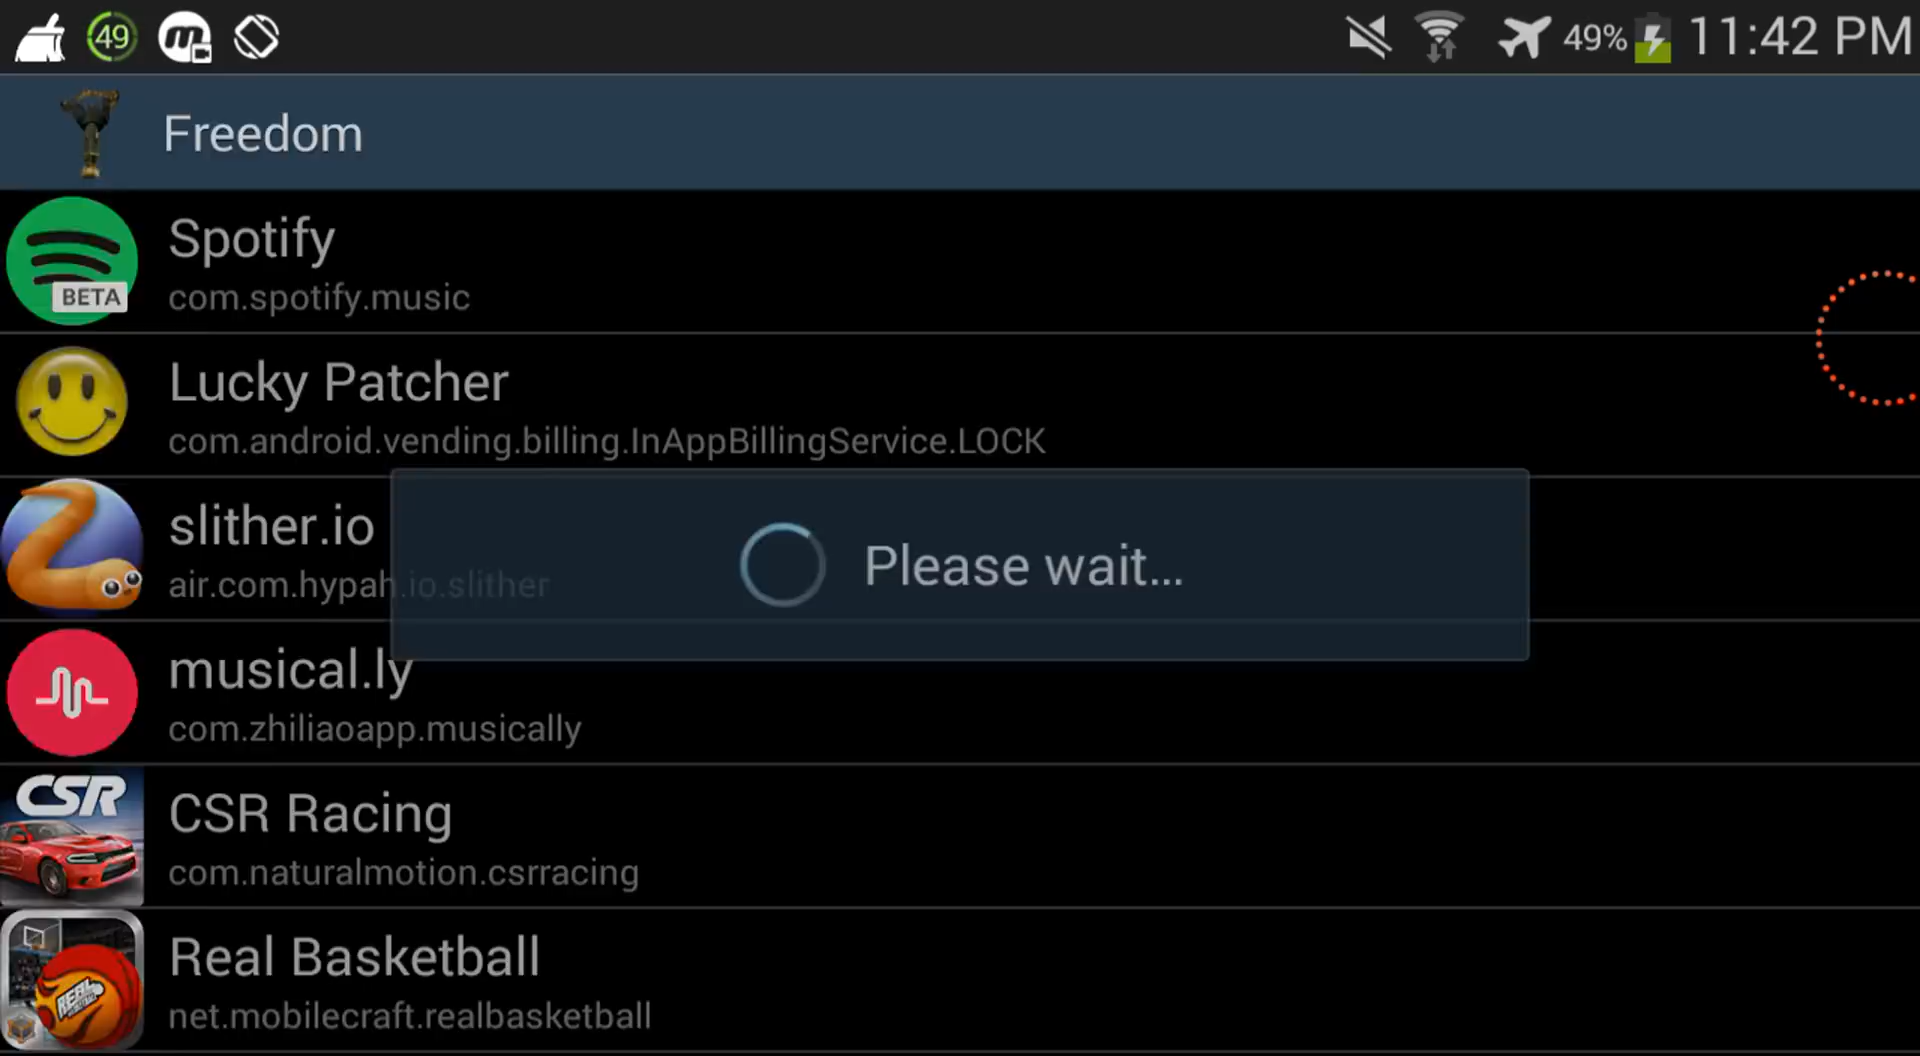 49
49%
11:42 PM
Freedom
Spotify
BETA
com.spotify.music
Lucky Patcher
com.android.vending.billing.InAppBillingService.LOCK
slither.io
air.com.hypah.io.slither
Please wait...
musical.ly
com.zhiliaoapp.musically
CSR
CSR Racing
com.naturalmotion.csrracing
Real Basketball
REAL
net.mobilecraft.realbasketball